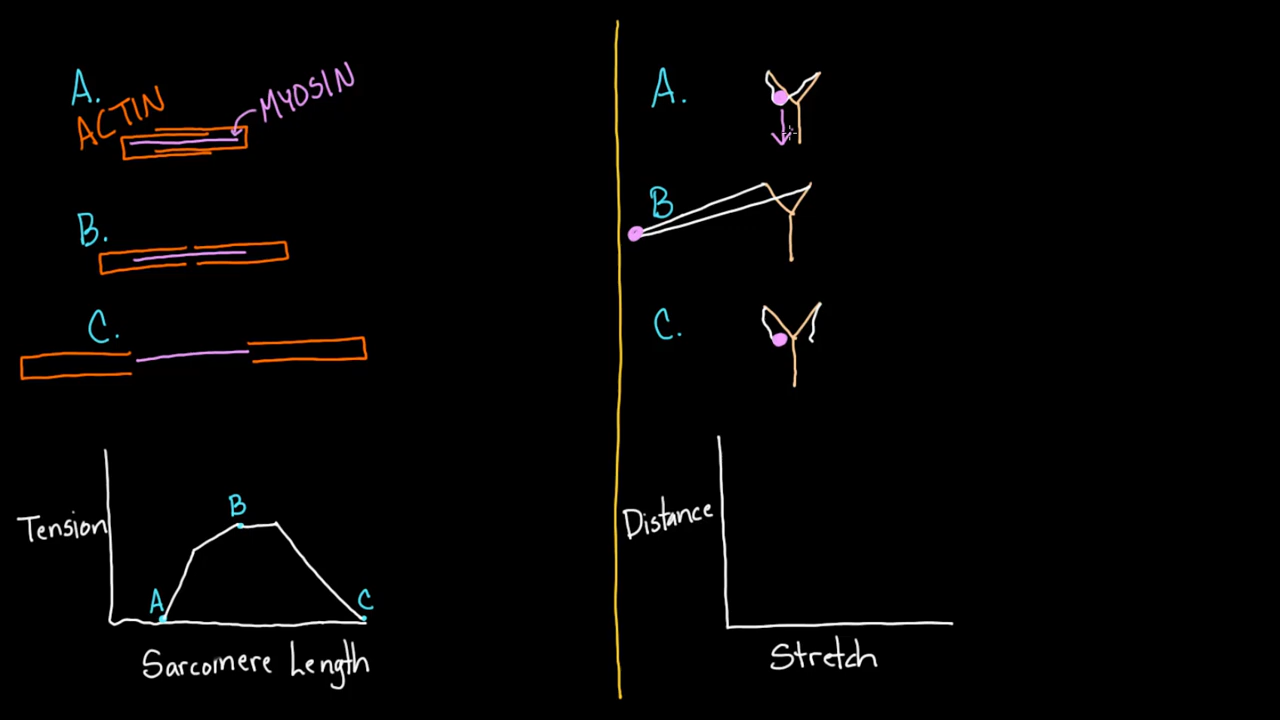 A.
ACTIN
MYOSIN
B.
C.
Tension
A
B
C
Sarcomere Length
A.
B
C.
Distance
Stretch